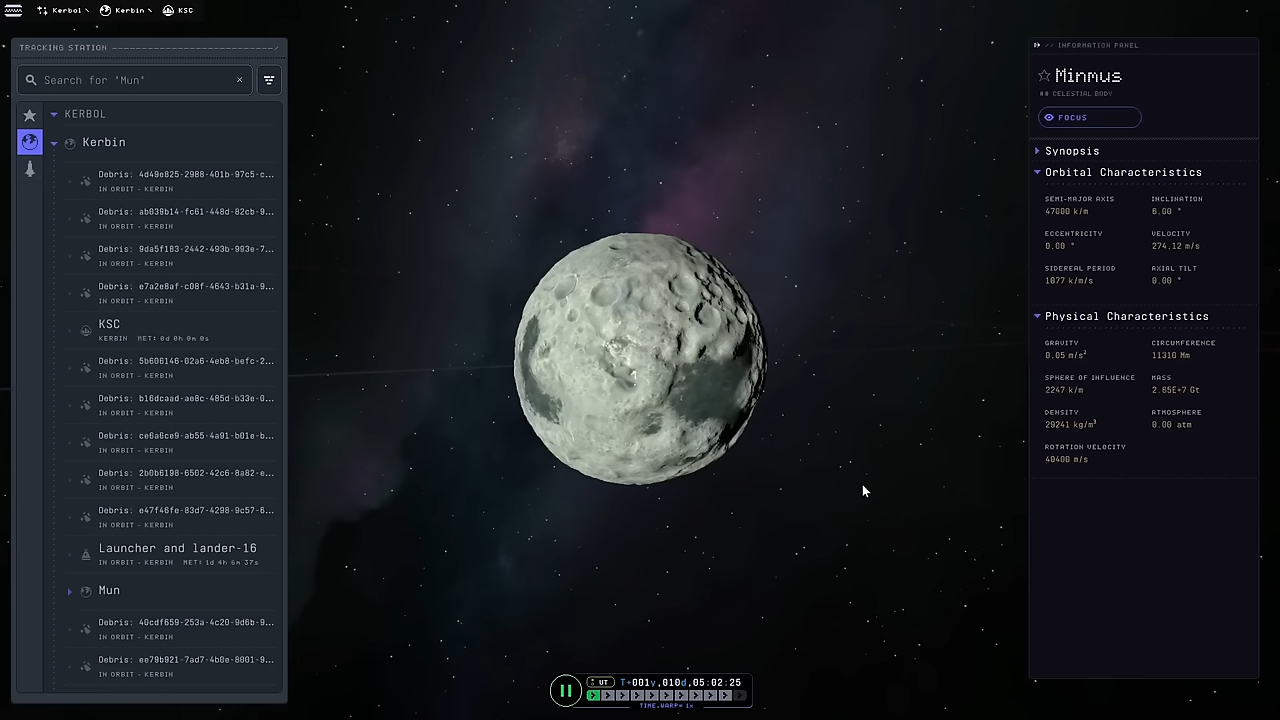 Kerbol Kerbin KSC
TRACKING STATION
Search for "Mun"
KERBOL
Kerbin
Debris: 4d49e825-2988-401b-97c5-c...
IN ORBIT - KERBIN
Debris: ab039b14-fc61-448d-82cb-9...
IN ORBIT - KERBIN
Debris: 9da5f183-2442-493b-993e-7...
IN ORBIT - KERBIN
Debris: e7a2e8af-c08f-4643-b31a-9...
IN ORBIT - KERBIN
KSC
KERBIN MET: 0d 0h 0m 0s
Debris: 5b606146-02a6-4eb8-befc-2...
IN ORBIT - KERBIN
Debris: b16dcaad-ae8c-485d-b33e-0...
IN ORBIT - KERBIN
Debris: ce6a6ce9-ab55-4a91-b01e-b...
IN ORBIT - KERBIN
Debris: 2b0b6198-6502-42c6-8a82-e...
IN ORBIT - KERBIN
Debris: e47f46fe-83d7-4298-9c57-6...
IN ORBIT - KERBIN
Launcher and lander-16
IN ORBIT - KERBIN MET: 1d 4h 6m 37s
Mun
Debris: 40cdf659-253a-4c20-9d6b-9...
IN ORBIT - KERBIN
Debris: ee79b921-7ad7-4b0e-8001-9...
IN ORBIT - KERBIN
UT T+001y,010d,05:02:25
TIME.WARP= 1x
// INFORMATION PANEL
Minmus
CELESTIAL BODY
FOCUS
Synopsis
Orbital Characteristics
SEMI-MAJOR AXIS INCLINATION
47000 k/m 6.00 °
ECCENTRICITY VELOCITY
0.00 ° 274.12 m/s
SIDEREAL PERIOD AXIAL TILT
1077 k/m/s 0.00 °
Physical Characteristics
GRAVITY CIRCUMFERENCE
0.05 m/s² 11310 Mm
SPHERE OF INFLUENCE MASS
2247 k/m 2.65E+7 Gt
DENSITY ATMOSPHERE
29241 kg/m³ 0.00 atm
ROTATION VELOCITY
40400 m/s